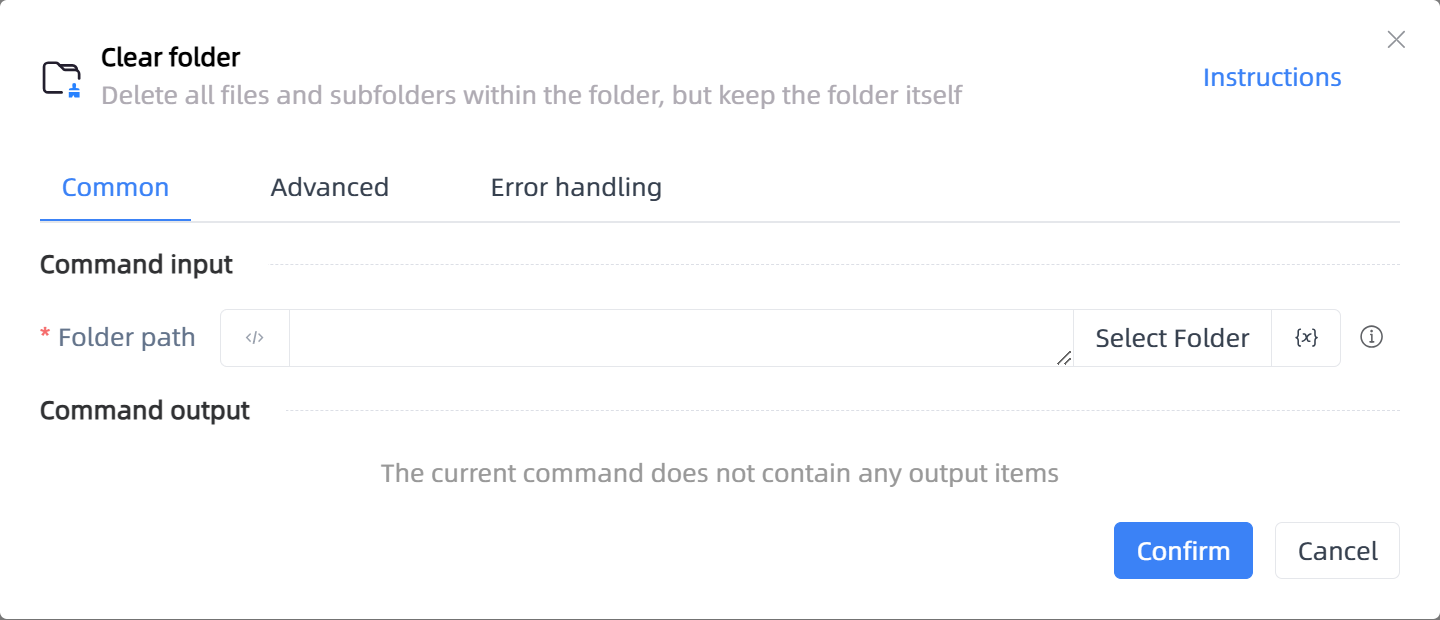 Clear folder
Delete all files and subfolders within the folder, but keep the folder itself
Instructions
Common Advanced Error handling
Command input
* Folder path </> Select Folder {x}
Command output
The current command does not contain any output items
Confirm Cancel